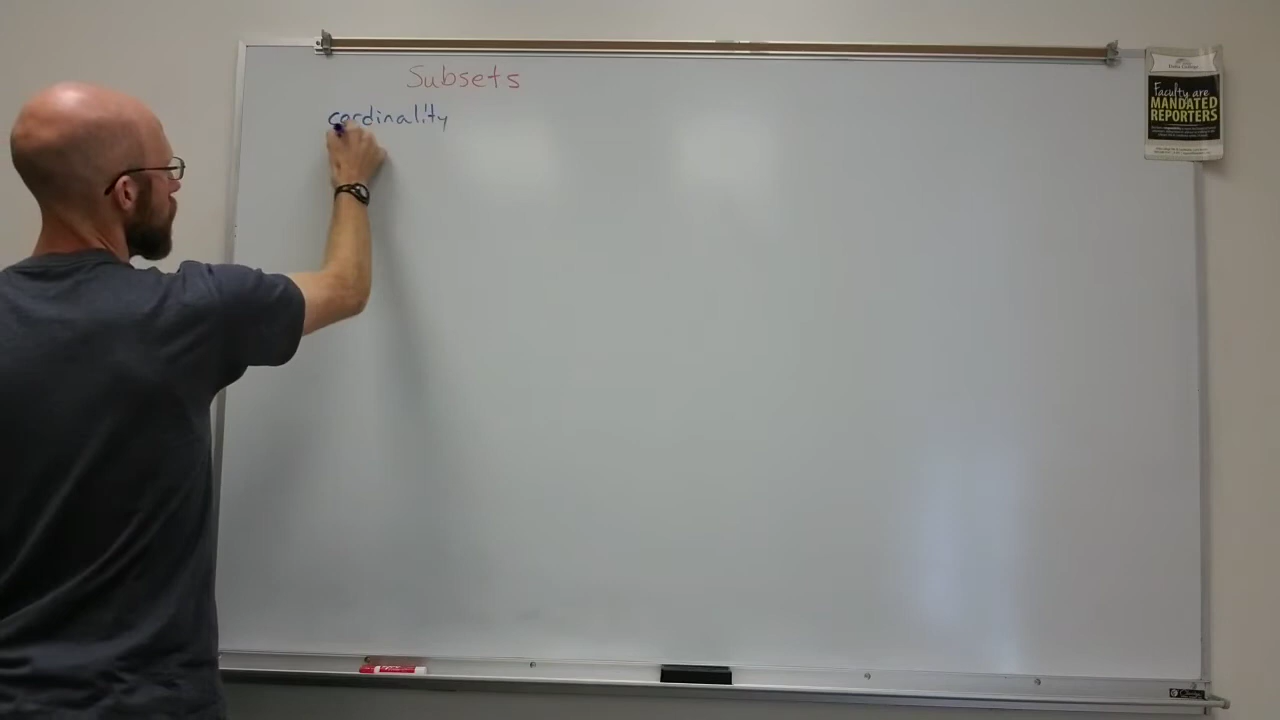 Subsets
cardinality
Faculty are
MANDATED
REPORTERS